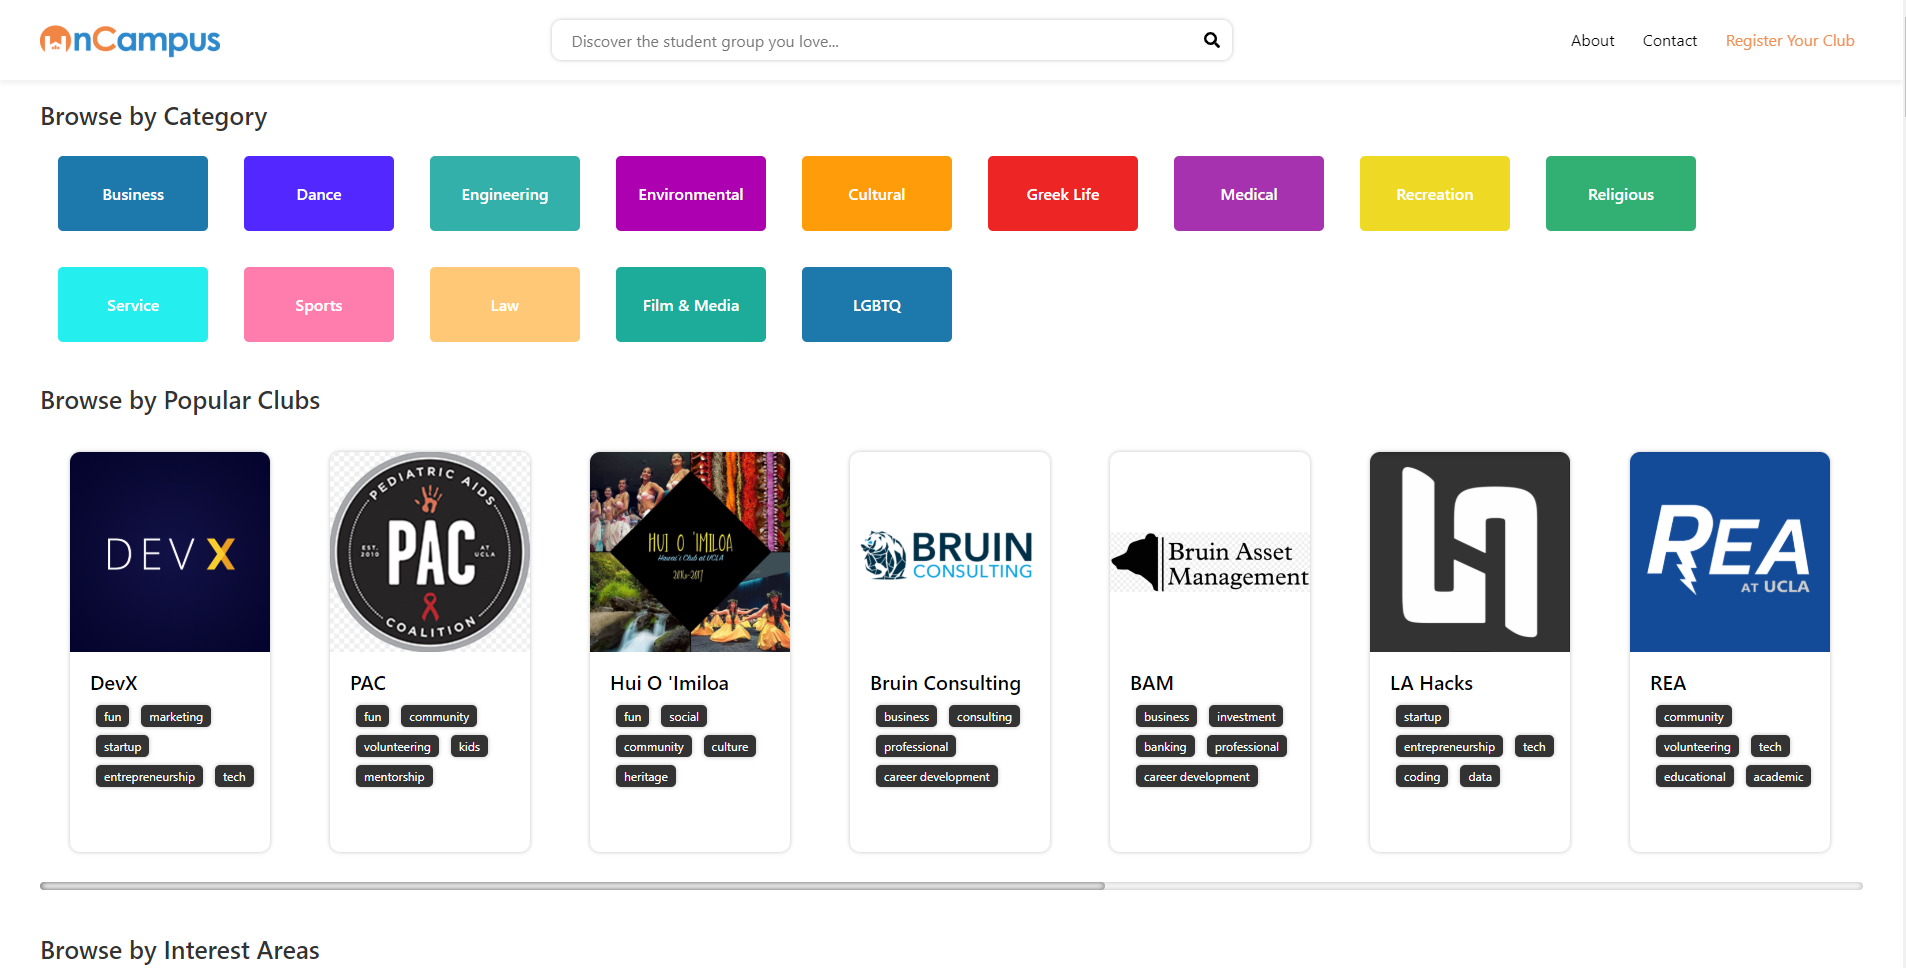 OnCampus
Discover the student group you love...
About Contact Register Your Club
Browse by Category
Business Dance Engineering Environmental Cultural Greek Life Medical Recreation Religious
Service Sports Law Film & Media LGBTQ
Browse by Popular Clubs
DEVX
PEDIATRIC AIDS
EST. 2010
PAC
AT UCLA
COALITION
HUI O 'IMILOA
Hawai'i Club at UCLA
2016-2017
BRUIN
CONSULTING
Bruin Asset
Management
LA
REA
AT UCLA
DevX
fun marketing
startup
entrepreneurship tech
PAC
fun community
volunteering kids
mentorship
Hui O 'Imiloa
fun social
community culture
heritage
Bruin Consulting
business consulting
professional
career development
BAM
business investment
banking professional
career development
LA Hacks
startup
entrepreneurship tech
coding data
REA
community
volunteering tech
educational academic
Browse by Interest Areas